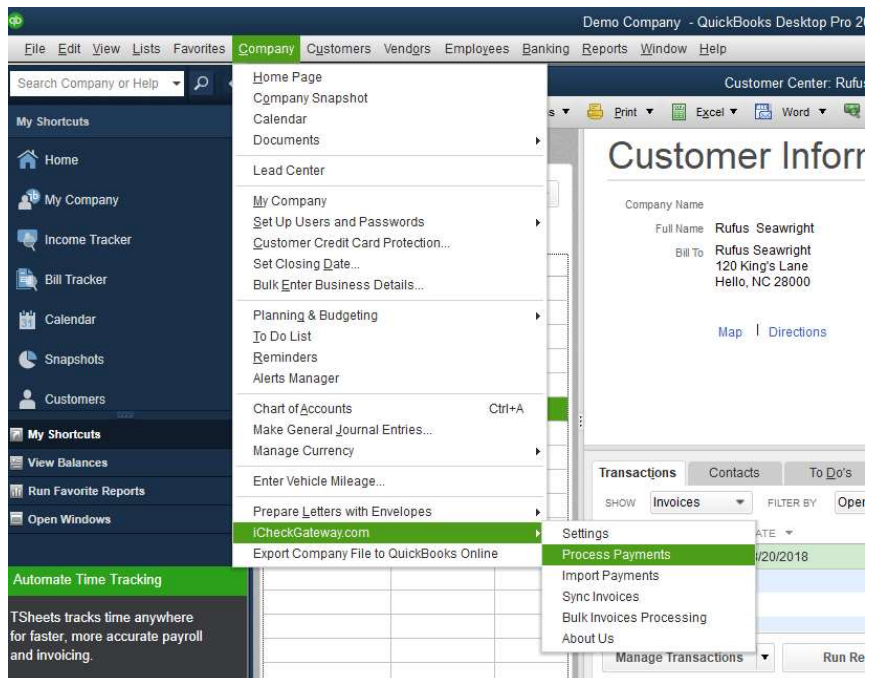 Demo Company - QuickBooks Desktop Pro
File Edit View Lists Favorites Company Customers Vendors Employees Banking Reports Window Help
Search Company or Help
Customer Center: Rufu
My Shortcuts
Home
My Company
Income Tracker
Bill Tracker
Calendar
31
Snapshots
Customers
My Shortcuts
View Balances
Run Favorite Reports
Open Windows
Automate Time Tracking
TSheets tracks time anywhere
for faster, more accurate payroll
and invoicing.
Home Page
Company Snapshot
Calendar
Documents
Lead Center
My Company
Set Up Users and Passwords
Customer Credit Card Protection...
Set Closing Date...
Bulk Enter Business Details...
Planning & Budgeting
To Do List
Reminders
Alerts Manager
Chart of Accounts Ctrl+A
Make General Journal Entries...
Manage Currency
Enter Vehicle Mileage...
Prepare Letters with Envelopes
iCheckGateway.com
Export Company File to QuickBooks Online
Settings
Process Payments
Import Payments
Sync Invoices
Bulk Invoices Processing
About Us
s Print Excel Word
Customer Infor
Company Name
Full Name Rufus Seawright
Bill To Rufus Seawright
120 King's Lane
Hello, NC 28000
Map | Directions
Transactions Contacts To Do's
SHOW Invoices FILTER BY Oper
ATE
/20/2018
Manage Transactions Run Re